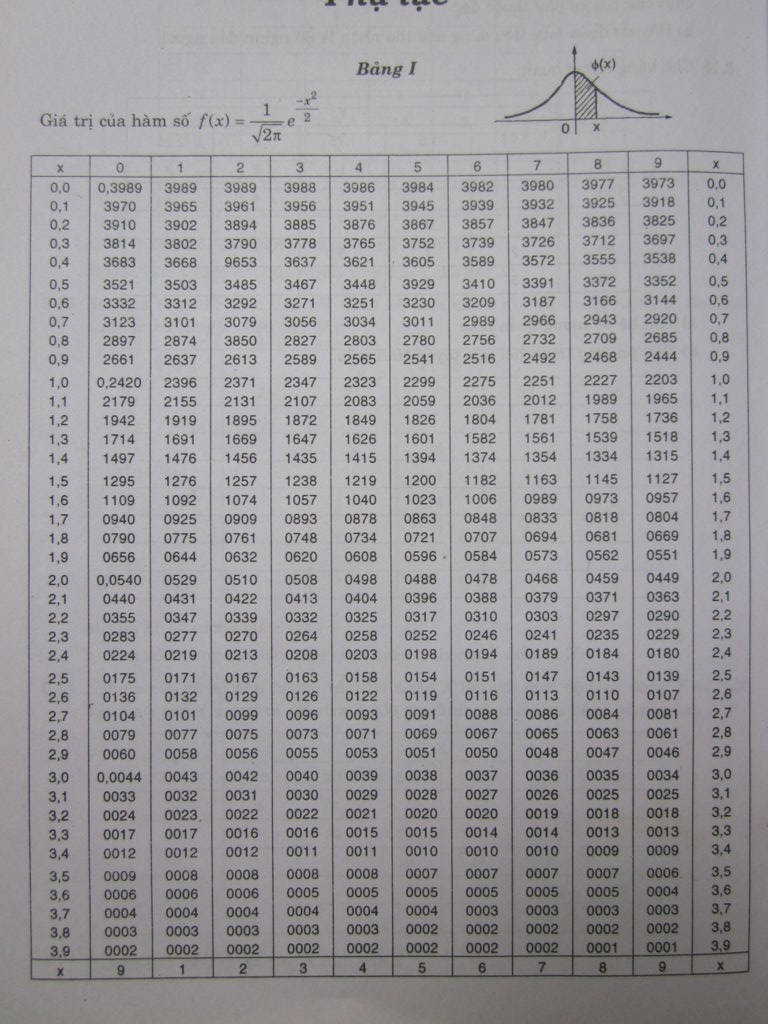 Phụ lục
Bảng I
Giá trị của hàm số f(x) = 1/√2π e^(-x²/2)
ϕ(x)
0 x
x 0 1 2 3 4 5 6 7 8 9 x
0,0 0,3989 3989 3989 3988 3986 3984 3982 3980 3977 3973 0,0
0,1 3970 3965 3961 3956 3951 3945 3939 3932 3925 3918 0,1
0,2 3910 3902 3894 3885 3876 3867 3857 3847 3836 3825 0,2
0,3 3814 3802 3790 3778 3765 3752 3739 3726 3712 3697 0,3
0,4 3683 3668 9653 3637 3621 3605 3589 3572 3555 3538 0,4
0,5 3521 3503 3485 3467 3448 3929 3410 3391 3372 3352 0,5
0,6 3332 3312 3292 3271 3251 3230 3209 3187 3166 3144 0,6
0,7 3123 3101 3079 3056 3034 3011 2989 2966 2943 2920 0,7
0,8 2897 2874 3850 2827 2803 2780 2756 2732 2709 2685 0,8
0,9 2661 2637 2613 2589 2565 2541 2516 2492 2468 2444 0,9
1,0 0,2420 2396 2371 2347 2323 2299 2275 2251 2227 2203 1,0
1,1 2179 2155 2131 2107 2083 2059 2036 2012 1989 1965 1,1
1,2 1942 1919 1895 1872 1849 1826 1804 1781 1758 1736 1,2
1,3 1714 1691 1669 1647 1626 1601 1582 1561 1539 1518 1,3
1,4 1497 1476 1456 1435 1415 1394 1374 1354 1334 1315 1,4
1,5 1295 1276 1257 1238 1219 1200 1182 1163 1145 1127 1,5
1,6 1109 1092 1074 1057 1040 1023 1006 0989 0973 0957 1,6
1,7 0940 0925 0909 0893 0878 0863 0848 0833 0818 0804 1,7
1,8 0790 0775 0761 0748 0734 0721 0707 0694 0681 0669 1,8
1,9 0656 0644 0632 0620 0608 0596 0584 0573 0562 0551 1,9
2,0 0,0540 0529 0510 0508 0498 0488 0478 0468 0459 0449 2,0
2,1 0440 0431 0422 0413 0404 0396 0388 0379 0371 0363 2,1
2,2 0355 0347 0339 0332 0325 0317 0310 0303 0297 0290 2,2
2,3 0283 0277 0270 0264 0258 0252 0246 0241 0235 0229 2,3
2,4 0224 0219 0213 0208 0203 0198 0194 0189 0184 0180 2,4
2,5 0175 0171 0167 0163 0158 0154 0151 0147 0143 0139 2,5
2,6 0136 0132 0129 0126 0122 0119 0116 0113 0110 0107 2,6
2,7 0104 0101 0099 0096 0093 0091 0088 0086 0084 0081 2,7
2,8 0079 0077 0075 0073 0071 0069 0067 0065 0063 0061 2,8
2,9 0060 0058 0056 0055 0053 0051 0050 0048 0047 0046 2,9
3,0 0,0044 0043 0042 0040 0039 0038 0037 0036 0035 0034 3,0
3,1 0033 0032 0031 0030 0029 0028 0027 0026 0025 0025 3,1
3,2 0024 0023 0022 0022 0021 0020 0020 0019 0018 0018 3,2
3,3 0017 0017 0016 0016 0015 0015 0014 0014 0013 0013 3,3
3,4 0012 0012 0012 0011 0011 0010 0010 0010 0009 0009 3,4
3,5 0009 0008 0008 0008 0008 0007 0007 0007 0007 0006 3,5
3,6 0006 0006 0006 0005 0005 0005 0005 0005 0005 0004 3,6
3,7 0004 0004 0004 0004 0004 0004 0003 0003 0003 0003 3,7
3,8 0003 0003 0003 0003 0003 0002 0002 0002 0002 0002 3,8
3,9 0002 0002 0002 0002 0002 0002 0002 0002 0001 0001 3,9
x 9 1 2 3 4 5 6 7 8 9 x